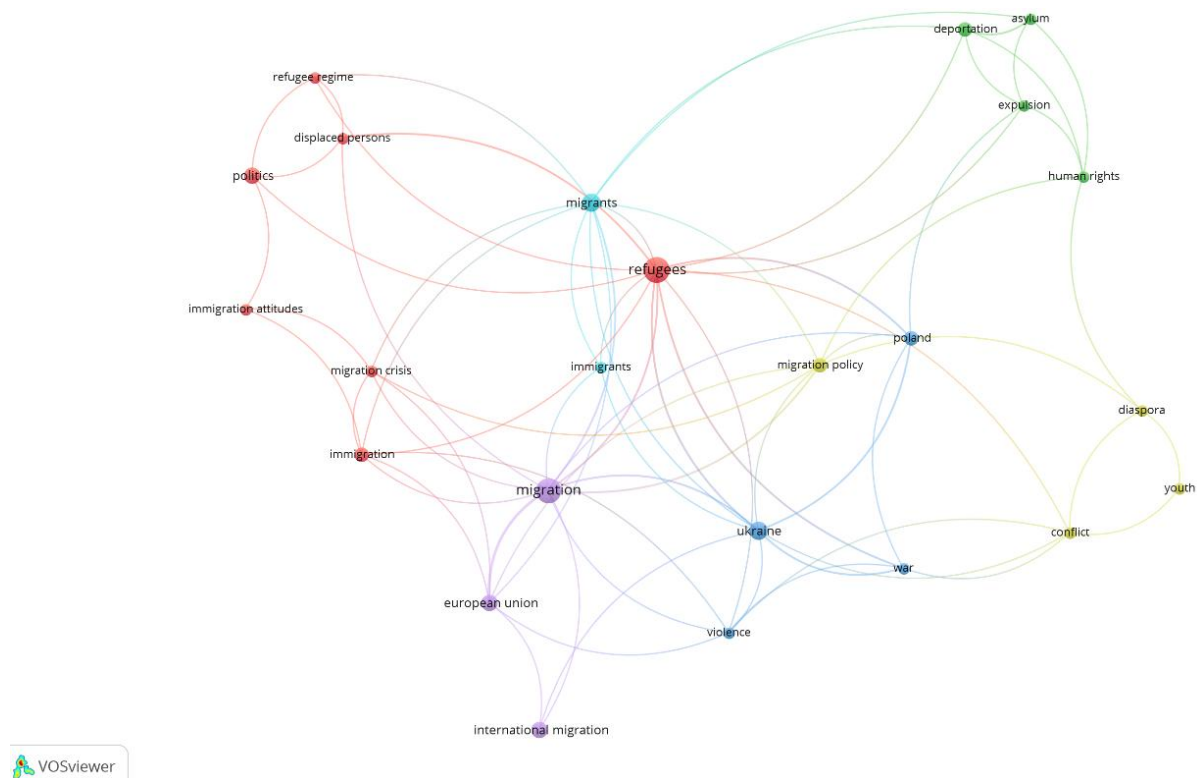 asylum
deportation
refugee regime
expulsion
displaced persons
politics
human rights
migrants
refugees
immigration attitudes
poland
migration policy
immigrants
migration crisis
diaspora
immigration
youth
migration
ukraine
conflict
war
european union
violence
international migration
VOSviewer